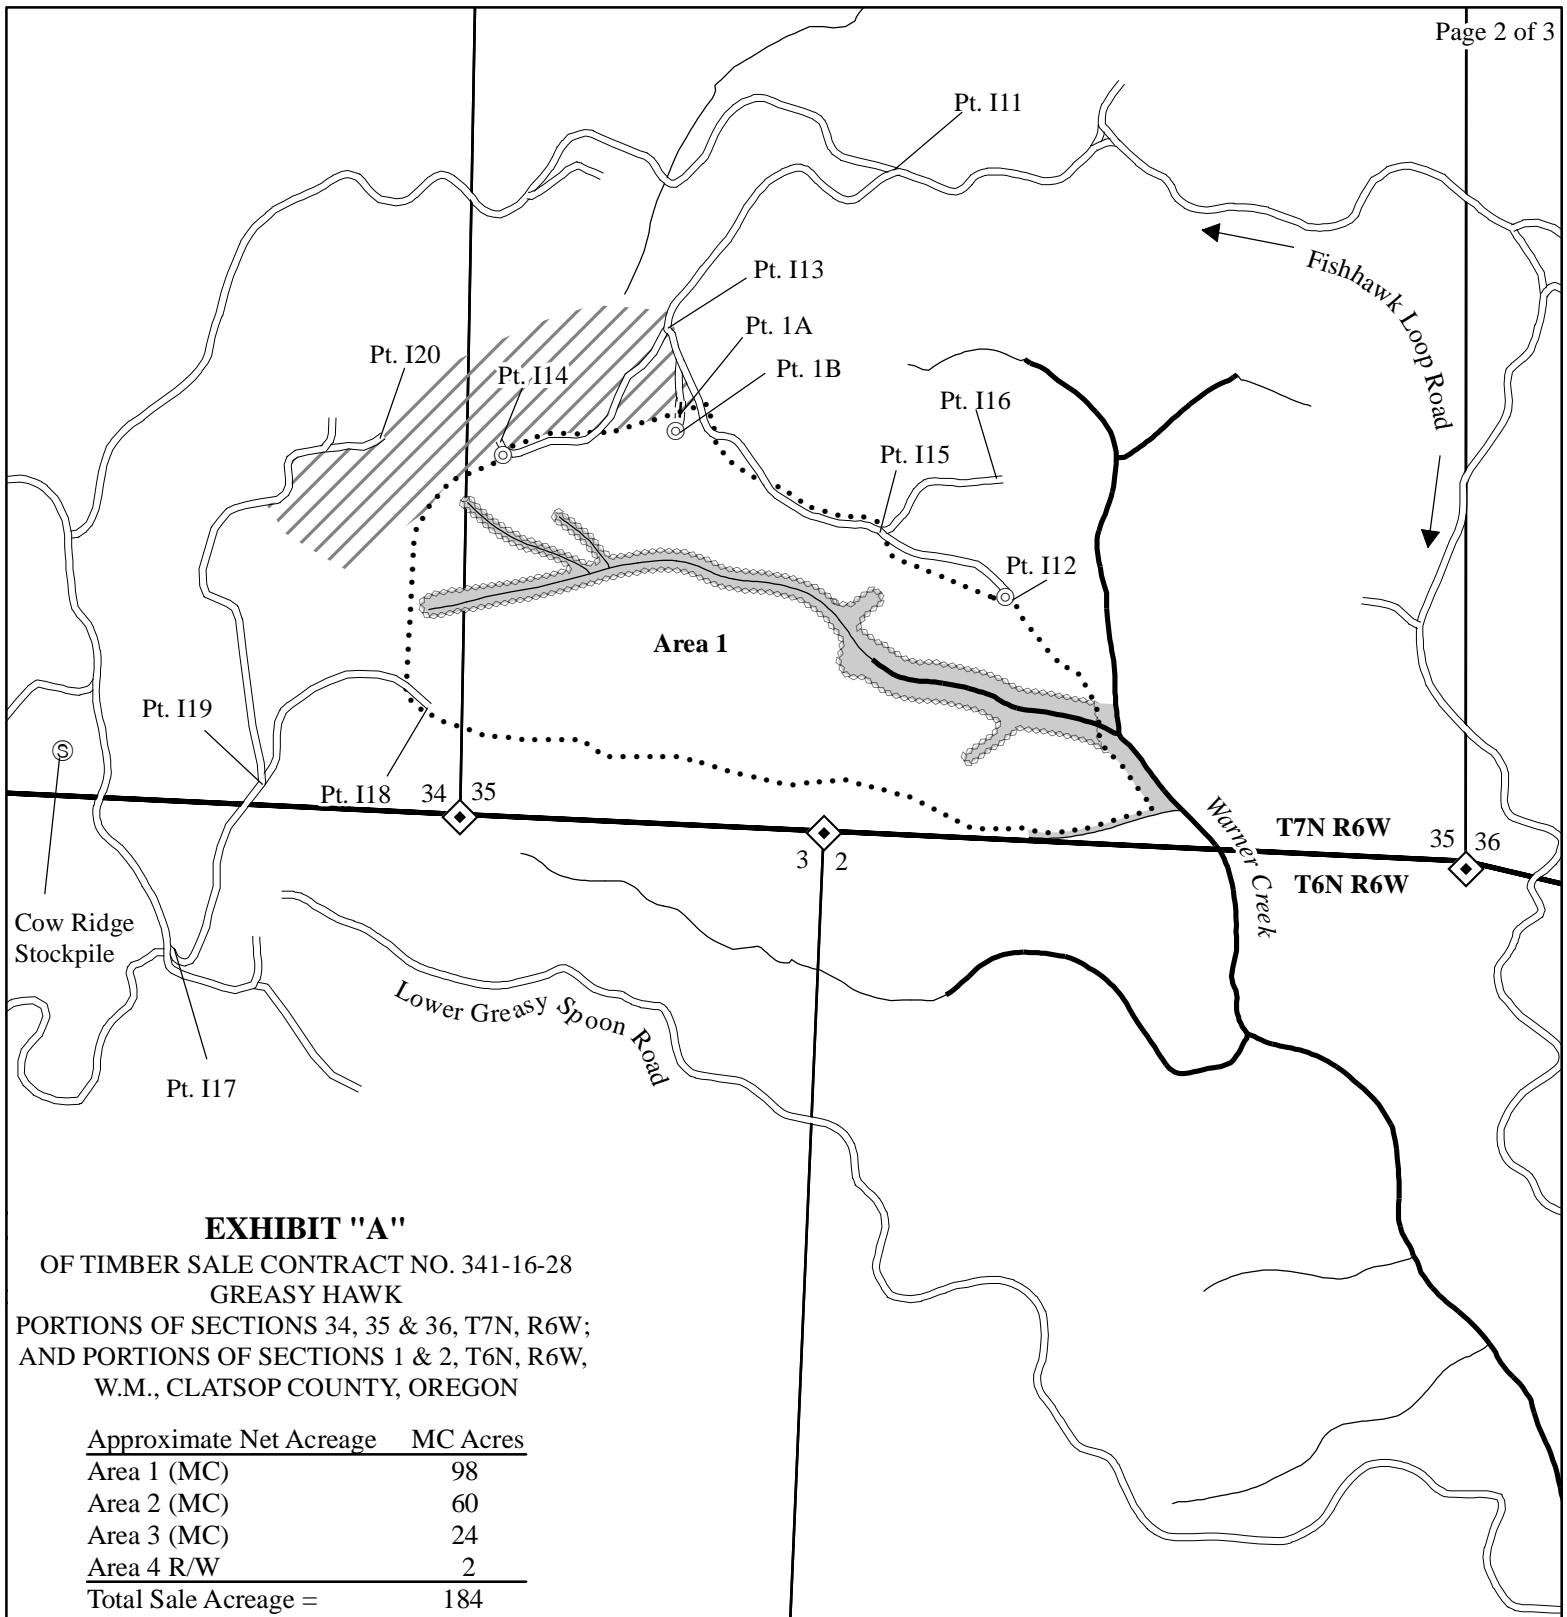 Page 2 of 3
Pt. I11
Fishhawk Loop Road
Pt. I13
Pt. 1A
Pt. I20
Pt. I14
Pt. 1B
Pt. I16
Pt. I15
Pt. I12
Area 1
Pt. I19
S
Pt. I18
34 35
3 2
T7N R6W
35 36
T6N R6W
Warner Creek
Cow Ridge
Stockpile
Lower Greasy Spoon Road
Pt. I17
EXHIBIT "A"
OF TIMBER SALE CONTRACT NO. 341-16-28
GREASY HAWK
PORTIONS OF SECTIONS 34, 35 & 36, T7N, R6W;
AND PORTIONS OF SECTIONS 1 & 2, T6N, R6W,
W.M., CLATSOP COUNTY, OREGON
Approximate Net Acreage MC Acres
Area 1 (MC) 98
Area 2 (MC) 60
Area 3 (MC) 24
Area 4 R/W 2
Total Sale Acreage = 184